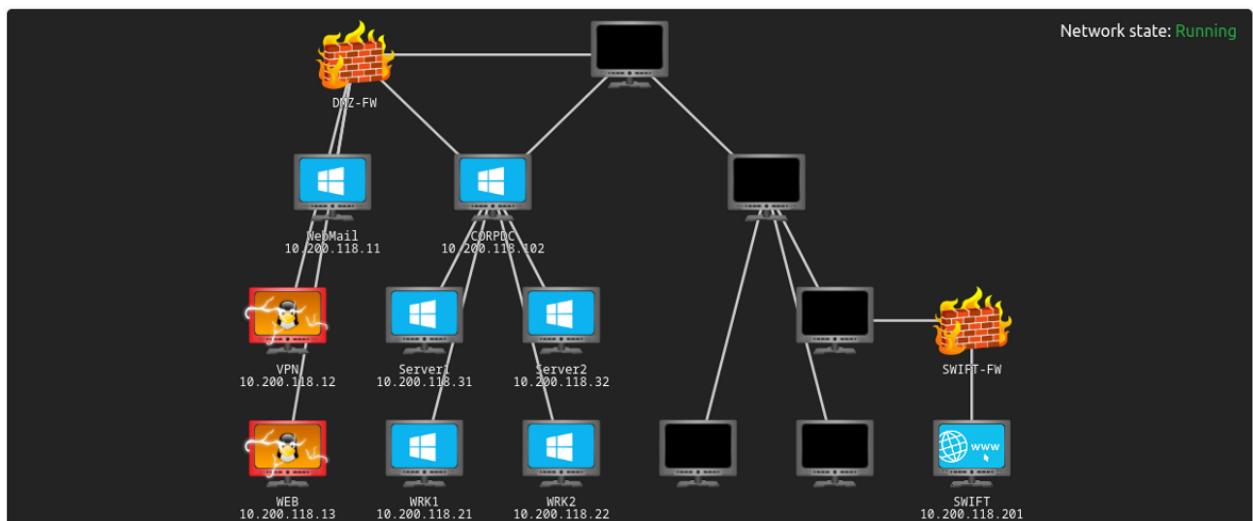 Network state: Running
DMZ-FW
WebMail
10.200.118.11
CORPDC
10.200.118.102
VPN
10.200.118.12
Server1
10.200.118.31
Server2
10.200.118.32
SWIFT-FW
www
WEB
10.200.118.13
WRK1
10.200.118.21
WRK2
10.200.118.22
SWIFT
10.200.118.201